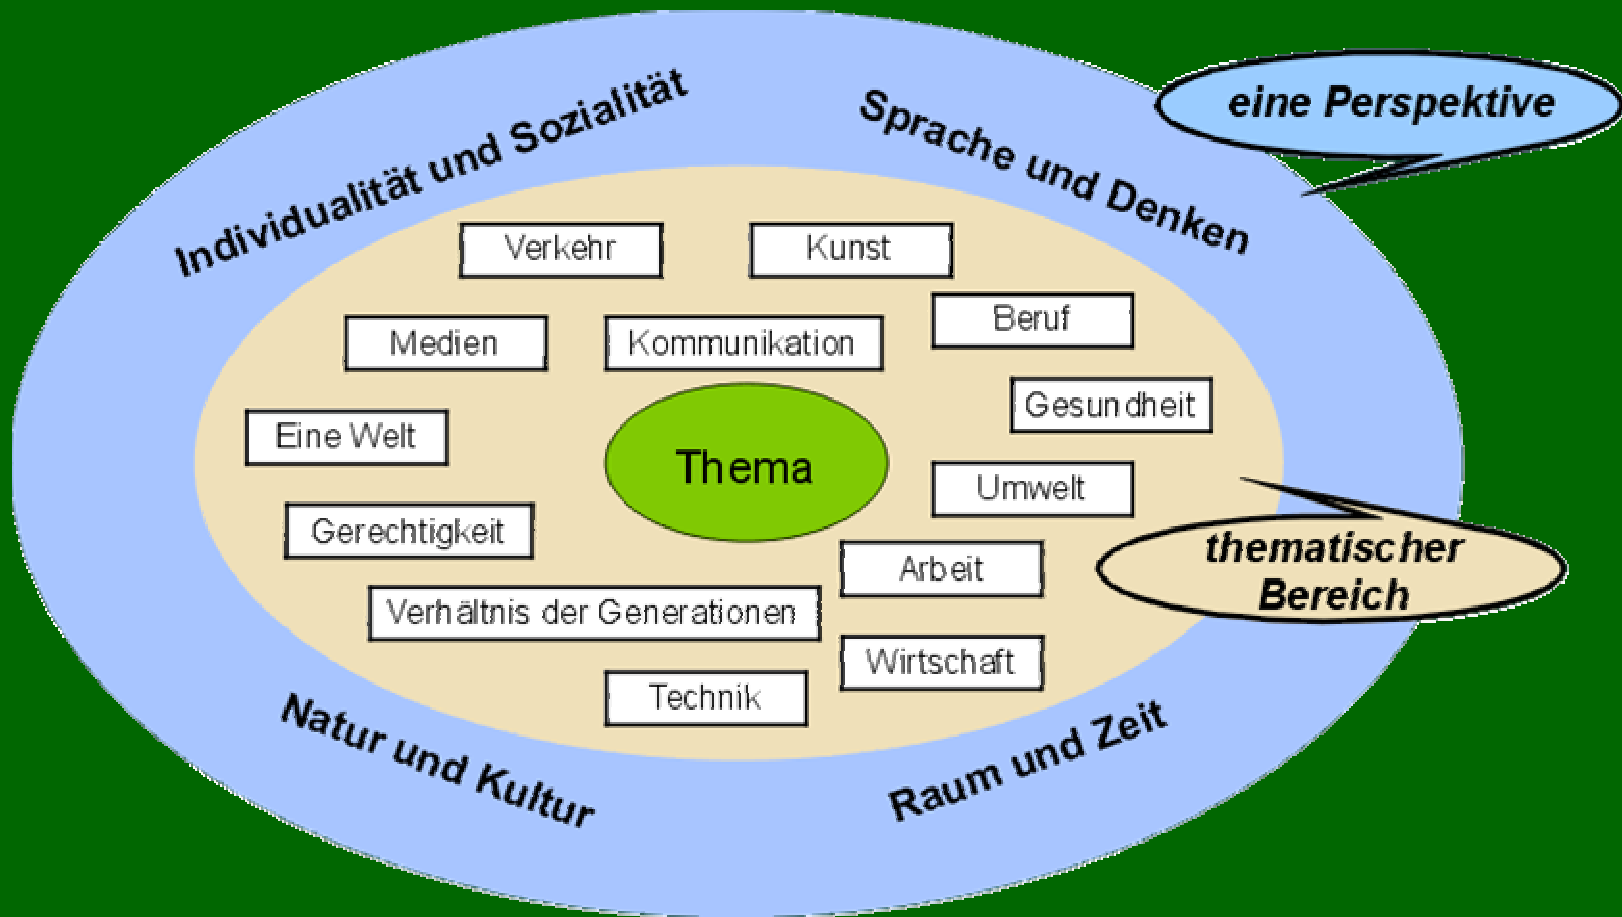 Individualität und Sozialität
Sprache und Denken
eine Perspektive
Verkehr
Kunst
Beruf
Medien
Kommunikation
Gesundheit
Eine Welt
Thema
Umwelt
Gerechtigkeit
Arbeit
thematischer
Bereich
Verhältnis der Generationen
Wirtschaft
Technik
Natur und Kultur
Raum und Zeit